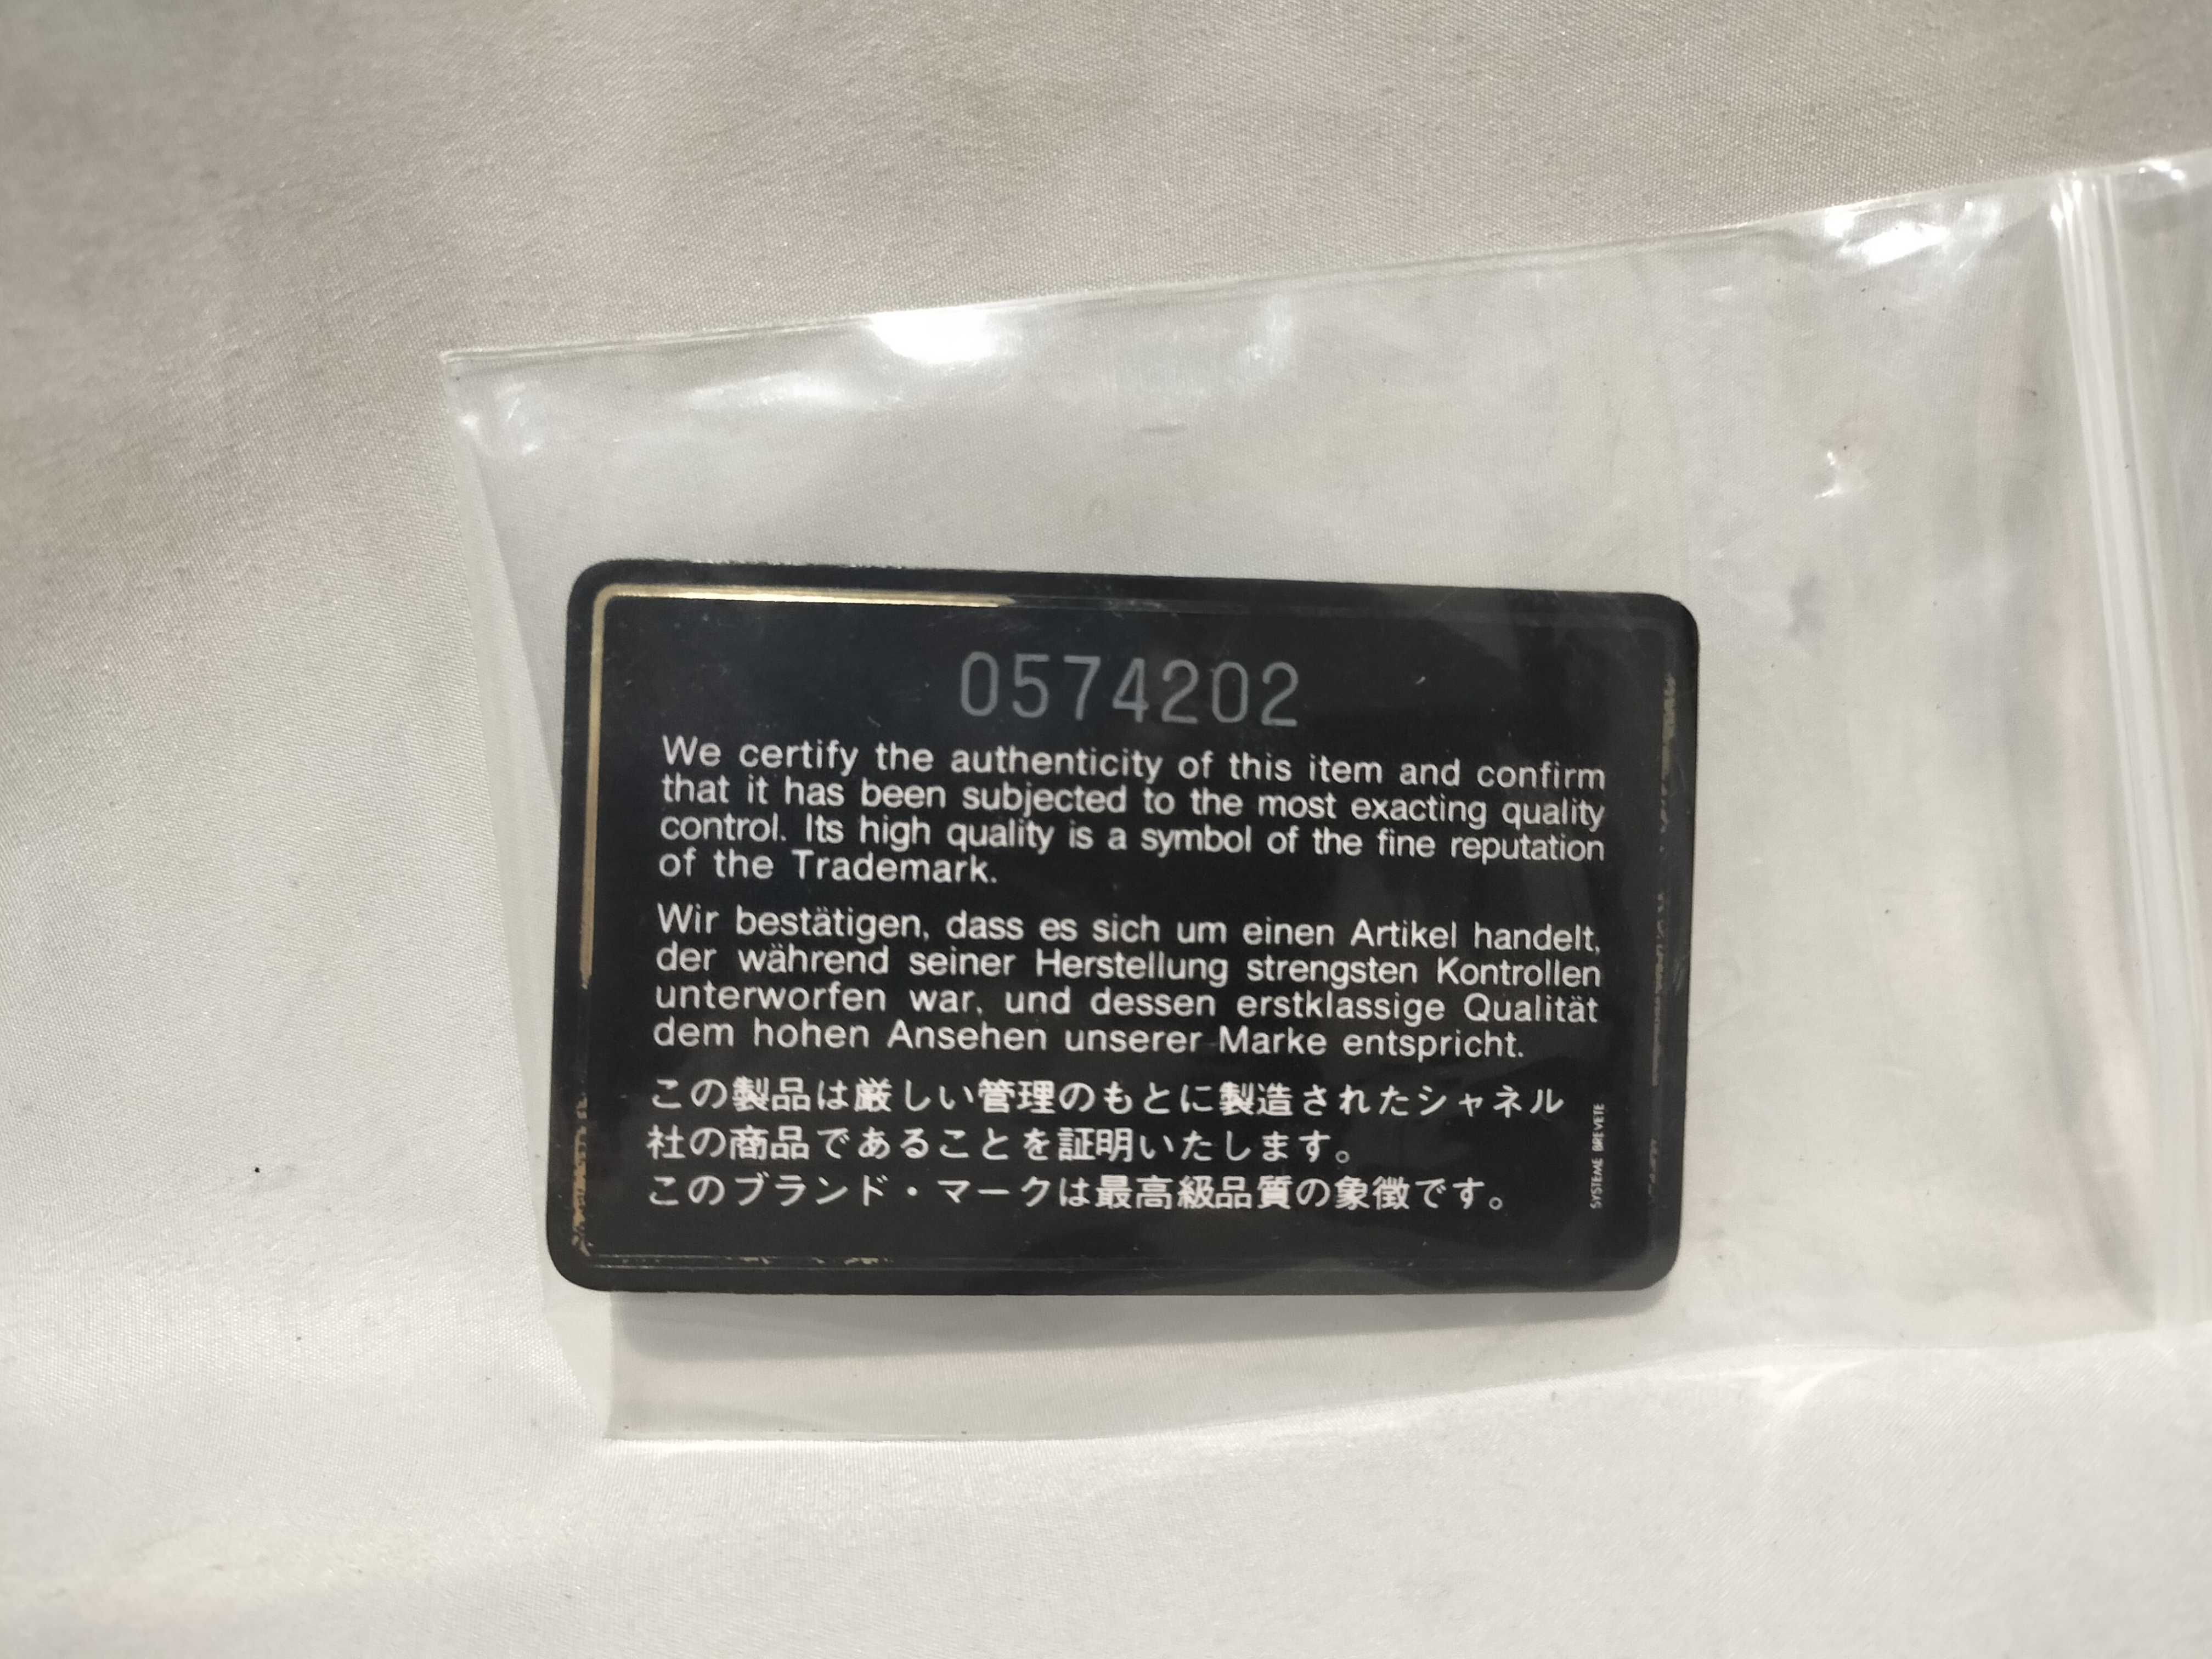 0574202
We certify the authenticity of this item and confirm
that it has been subjected to the most exacting quality
control. Its high quality is a symbol of the fine reputation
of the Trademark.
Wir bestätigen, dass es sich um einen Artikel handelt,
der während seiner Herstellung strengsten Kontrollen
unterworfen war, und dessen erstklassige Qualität
dem hohen Ansehen unserer Marke entspricht.
この製品は厳しい管理のもとに製造されたシャネル
社の商品であることを証明いたします。
このブランド・マークは最高級品質の象徴です。
SYSTEME BREVETE